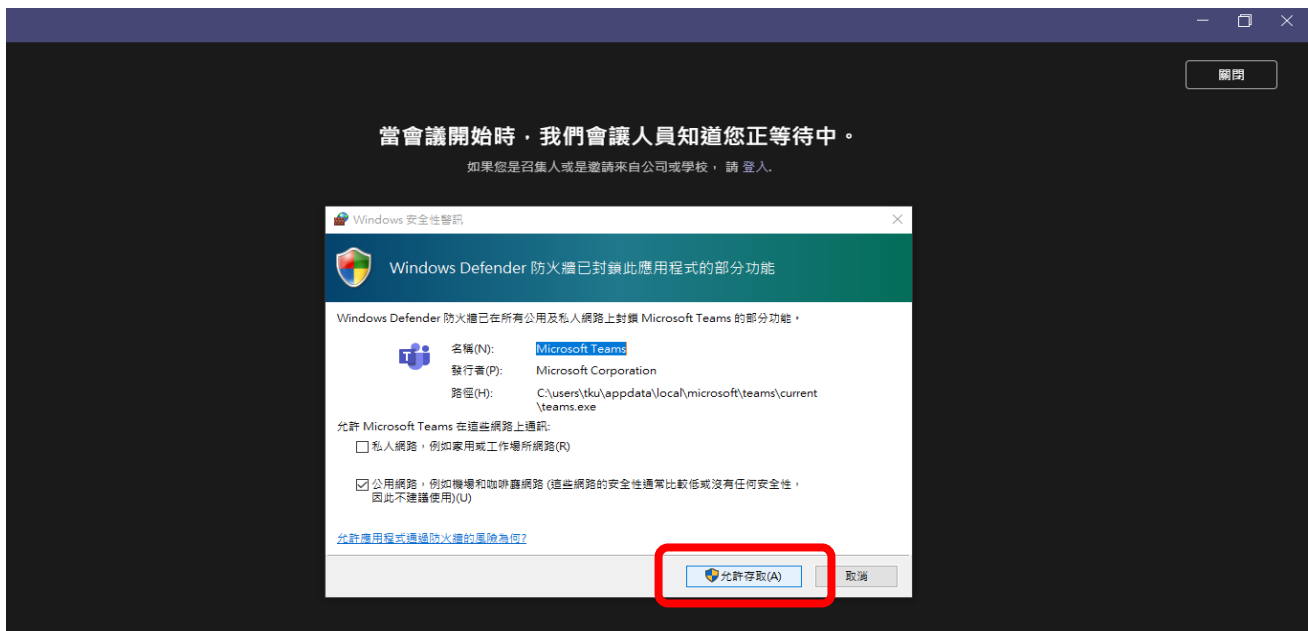 關閉
當會議開始時，我們會讓人員知道您正等待中。
如果您是召集人或是邀請來自公司或學校， 請 登入.
Windows 安全性警訊
Windows Defender 防火牆已封鎖此應用程式的部分功能
Windows Defender 防火牆已在所有公用及私人網路上封鎖 Microsoft Teams 的部分功能。
名稱(N): Microsoft Teams
發行者(P): Microsoft Corporation
路徑(H): C:\users\tku\appdata\local\microsoft\teams\current
\teams.exe
允許 Microsoft Teams 在這些網路上通訊:
私人網路，例如家用或工作場所網路(R)
公用網路，例如機場和咖啡廳網路 (這些網路的安全性通常比較低或沒有任何安全性，
因此不建議使用)(U)
允許應用程式通過防火牆的風險為何?
允許存取(A) 取消